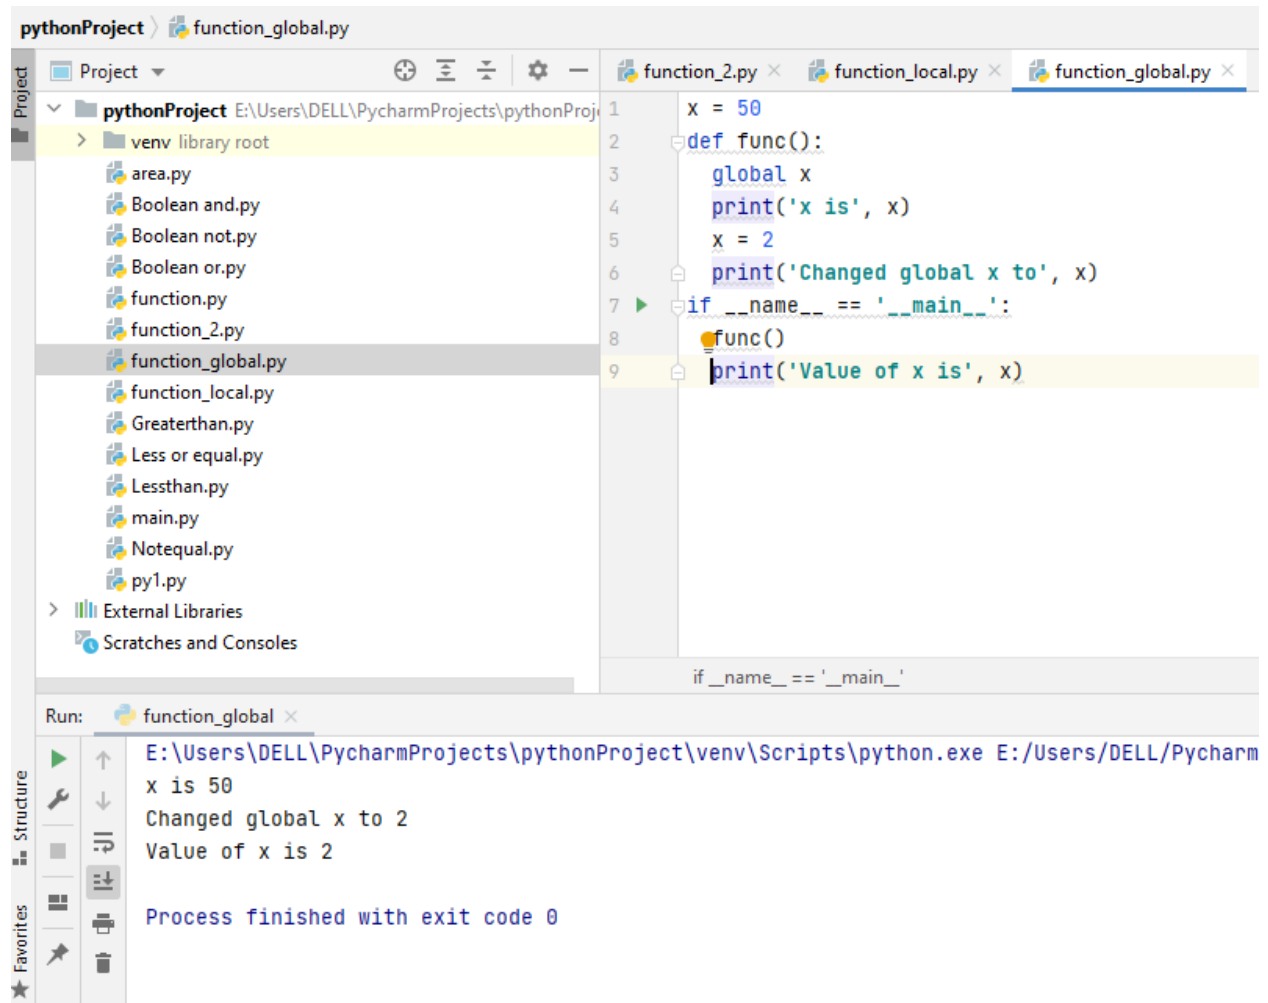 pythonProject function_global.py
Project
Project
function_2.py
function_local.py
function_global.py
pythonProject E:\Users\DELL\PycharmProjects\pythonProj
venv library root
area.py
Boolean and.py
Boolean not.py
Boolean or.py
function.py
function_2.py
function_global.py
function_local.py
Greaterthan.py
Less or equal.py
Lessthan.py
main.py
Notequal.py
py1.py
External Libraries
Scratches and Consoles
1 x = 50
2 def func():
3 global x
4 print('x is', x)
5 x = 2
6 print('Changed global x to', x)
7 if __name__ == '__main__':
8 func()
9 print('Value of x is', x)
if __name__ == '__main__'
Run: function_global
E:\Users\DELL\PycharmProjects\pythonProject\venv\Scripts\python.exe E:/Users/DELL/Pycharm
x is 50
Changed global x to 2
Value of x is 2
Process finished with exit code 0
Structure
Favorites